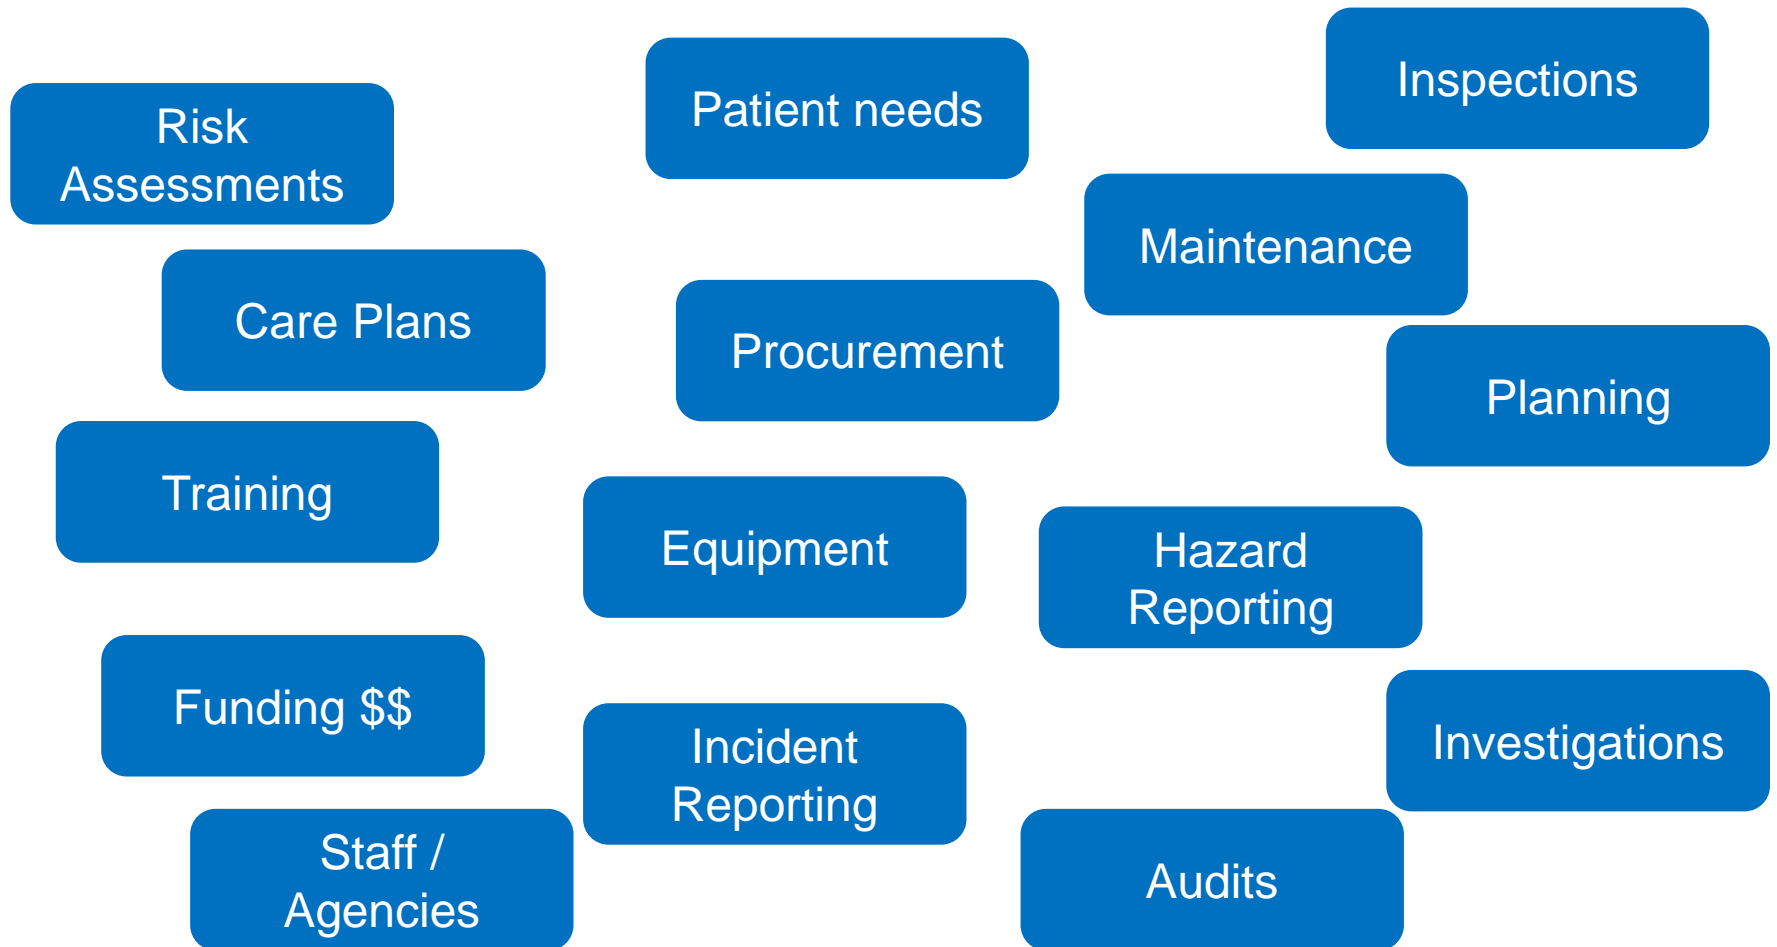 Risk
Assessments
Patient needs
Inspections
Care Plans
Procurement
Maintenance
Planning
Training
Equipment
Hazard
Reporting
Funding $$
Incident
Reporting
Investigations
Staff /
Agencies
Audits